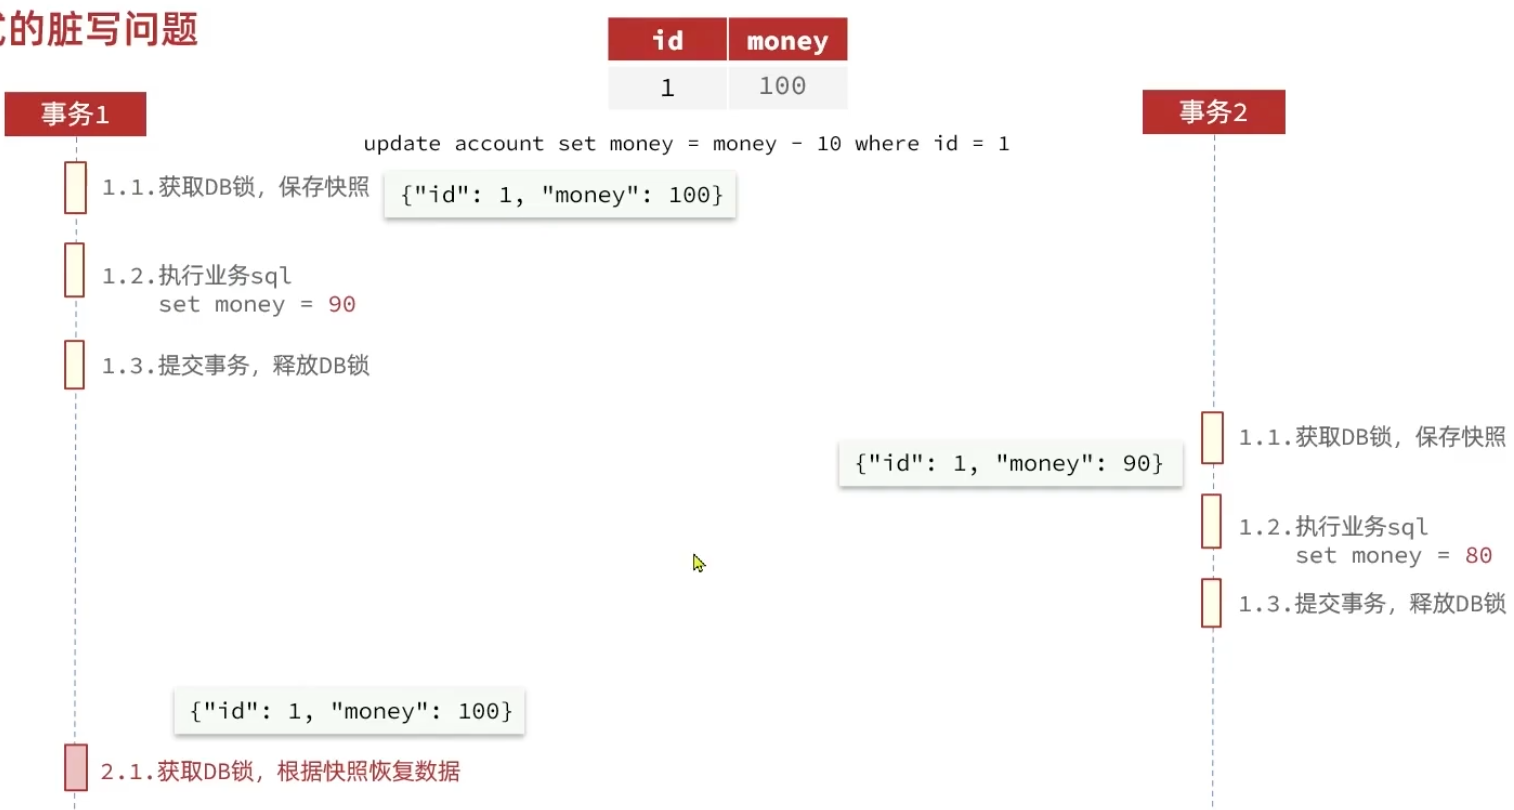 式的脏写问题
id money
1 100
事务1
事务2
update account set money = money - 10 where id = 1
1.1.获取DB锁，保存快照
{"id": 1, "money": 100}
1.2.执行业务sql
set money = 90
1.3.提交事务，释放DB锁
1.1.获取DB锁，保存快照
{"id": 1, "money": 90}
1.2.执行业务sql
set money = 80
1.3.提交事务，释放DB锁
{"id": 1, "money": 100}
2.1.获取DB锁，根据快照恢复数据